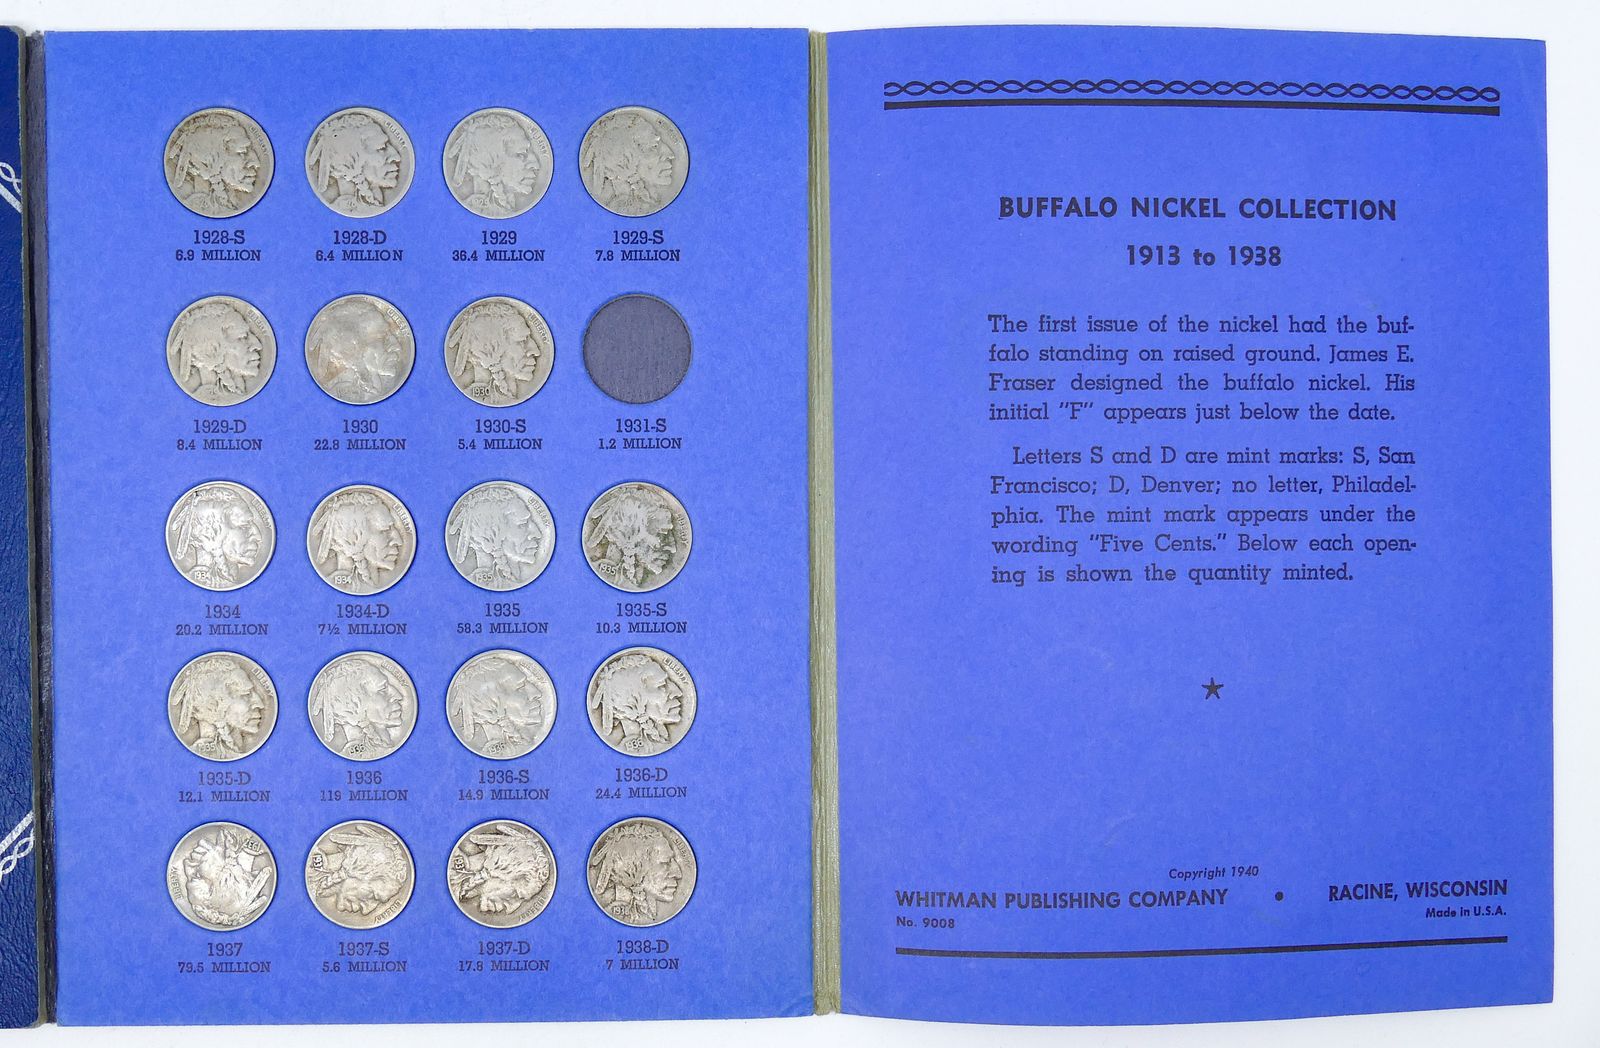 1928-S
6.9 MILLION
1928-D
6.4 MILLION
1929
36.4 MILLION
1929-S
7.8 MILLION
1929-D
8.4 MILLION
1930
22.8 MILLION
1930-S
5.4 MILLION
1931-S
1.2 MILLION
1934
20.2 MILLION
1934-D
7½ MILLION
1935
58.3 MILLION
1935-S
10.3 MILLION
1935-D
12.1 MILLION
1936
119 MILLION
1936-S
14.9 MILLION
1936-D
24.4 MILLION
1937
79.5 MILLION
1937-S
5.6 MILLION
1937-D
17.8 MILLION
1938-D
7 MILLION
BUFFALO NICKEL COLLECTION
1913 to 1938
The first issue of the nickel had the buf-
falo standing on raised ground. James E.
Fraser designed the buffalo nickel. His
initial "F" appears just below the date.
Letters S and D are mint marks: S, San
Francisco; D, Denver; no letter, Philadel-
phia. The mint mark appears under the
wording "Five Cents." Below each open-
ing is shown the quantity minted.
Copyright 1940
WHITMAN PUBLISHING COMPANY • RACINE, WISCONSIN
No. 9008
Made in U.S.A.